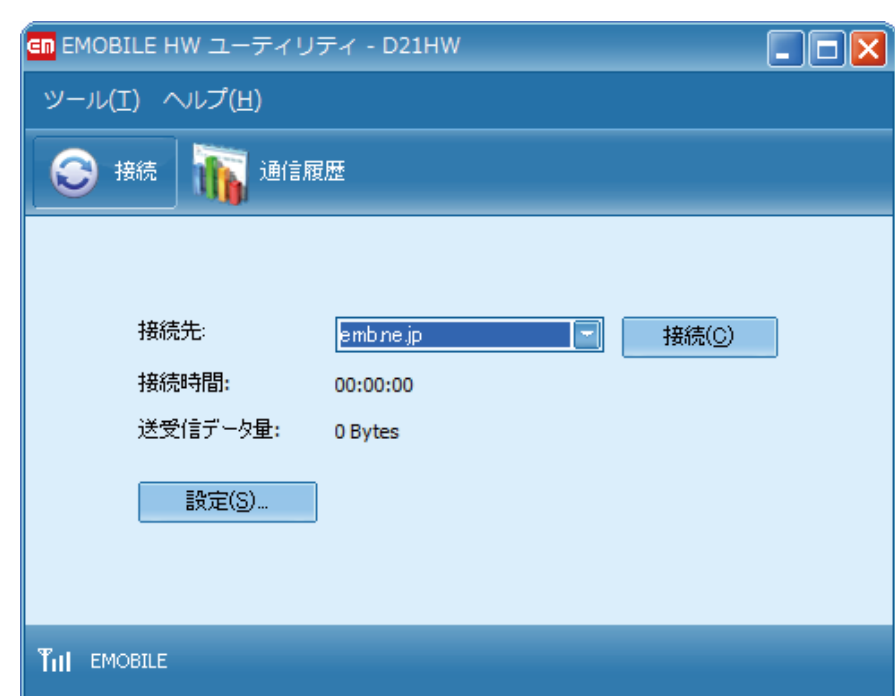 EM EMOBILE HW ユーティリティ - D21HW
ツール(T) ヘルプ(H)
接続 通信履歴
接続先: emb.ne.jp 接続(C)
接続時間: 00:00:00
送受信データ量: 0 Bytes
設定(S)...
EMOBILE